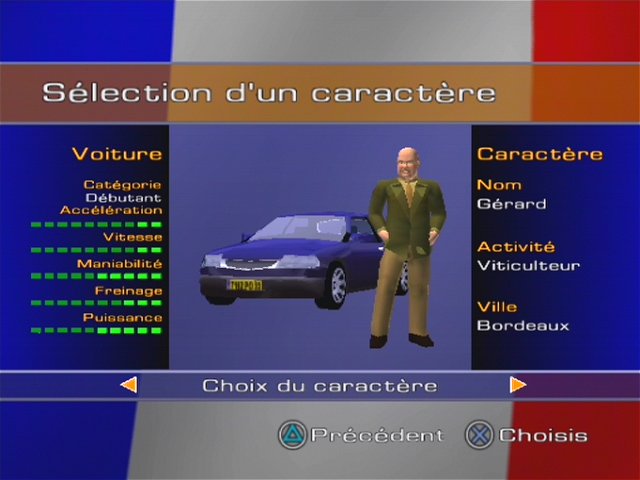 Sélection d'un caractère
Voiture
Catégorie
Débutant
Accélération
Vitesse
Maniabilité
Freinage
Puissance
Caractère
Nom
Gérard
Activité
Viticulteur
Ville
Bordeaux
Choix du caractère
Précédent
Choisis